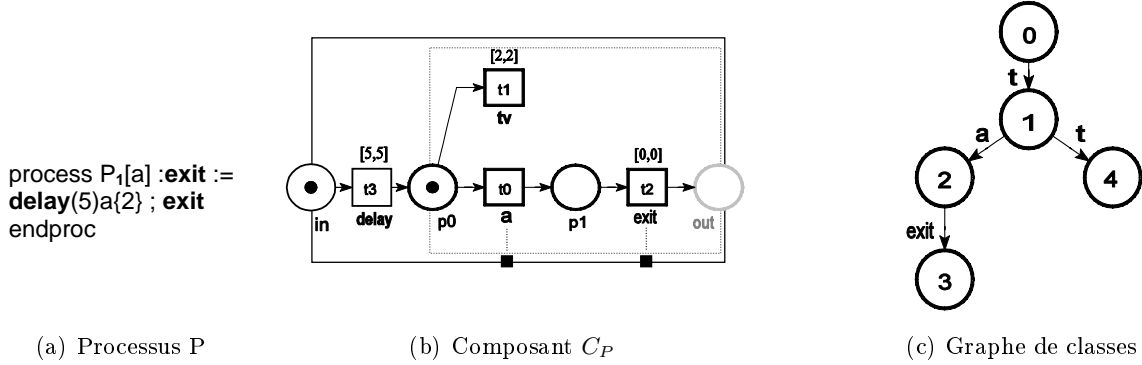 process P₁[a] :exit :=
delay(5)a{2} ; exit
endproc
[2,2]
t1
tv
[5,5]
[0,0]
t3
t0
t2
in
delay
p0
a
p1
exit
out
0
t
1
a
t
2
4
exit
3
(a) Processus P
(b) Composant C_P
(c) Graphe de classes